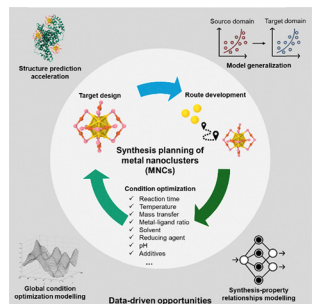 Source domain
Target domain
Structure prediction
acceleration
Model generalization
Target design
Route development
Synthesis planning of
metal nanoclusters
(MNCs)
Condition optimization
✓ Reaction time
✓ Temperature
✓ Mass transfer
✓ Metal-ligand ratio
✓ Solvent
✓ Reducing agent
✓ pH
✓ Additives
...
Global condition
optimization modelling
Synthesis-property
relationships modelling
Data-driven opportunities